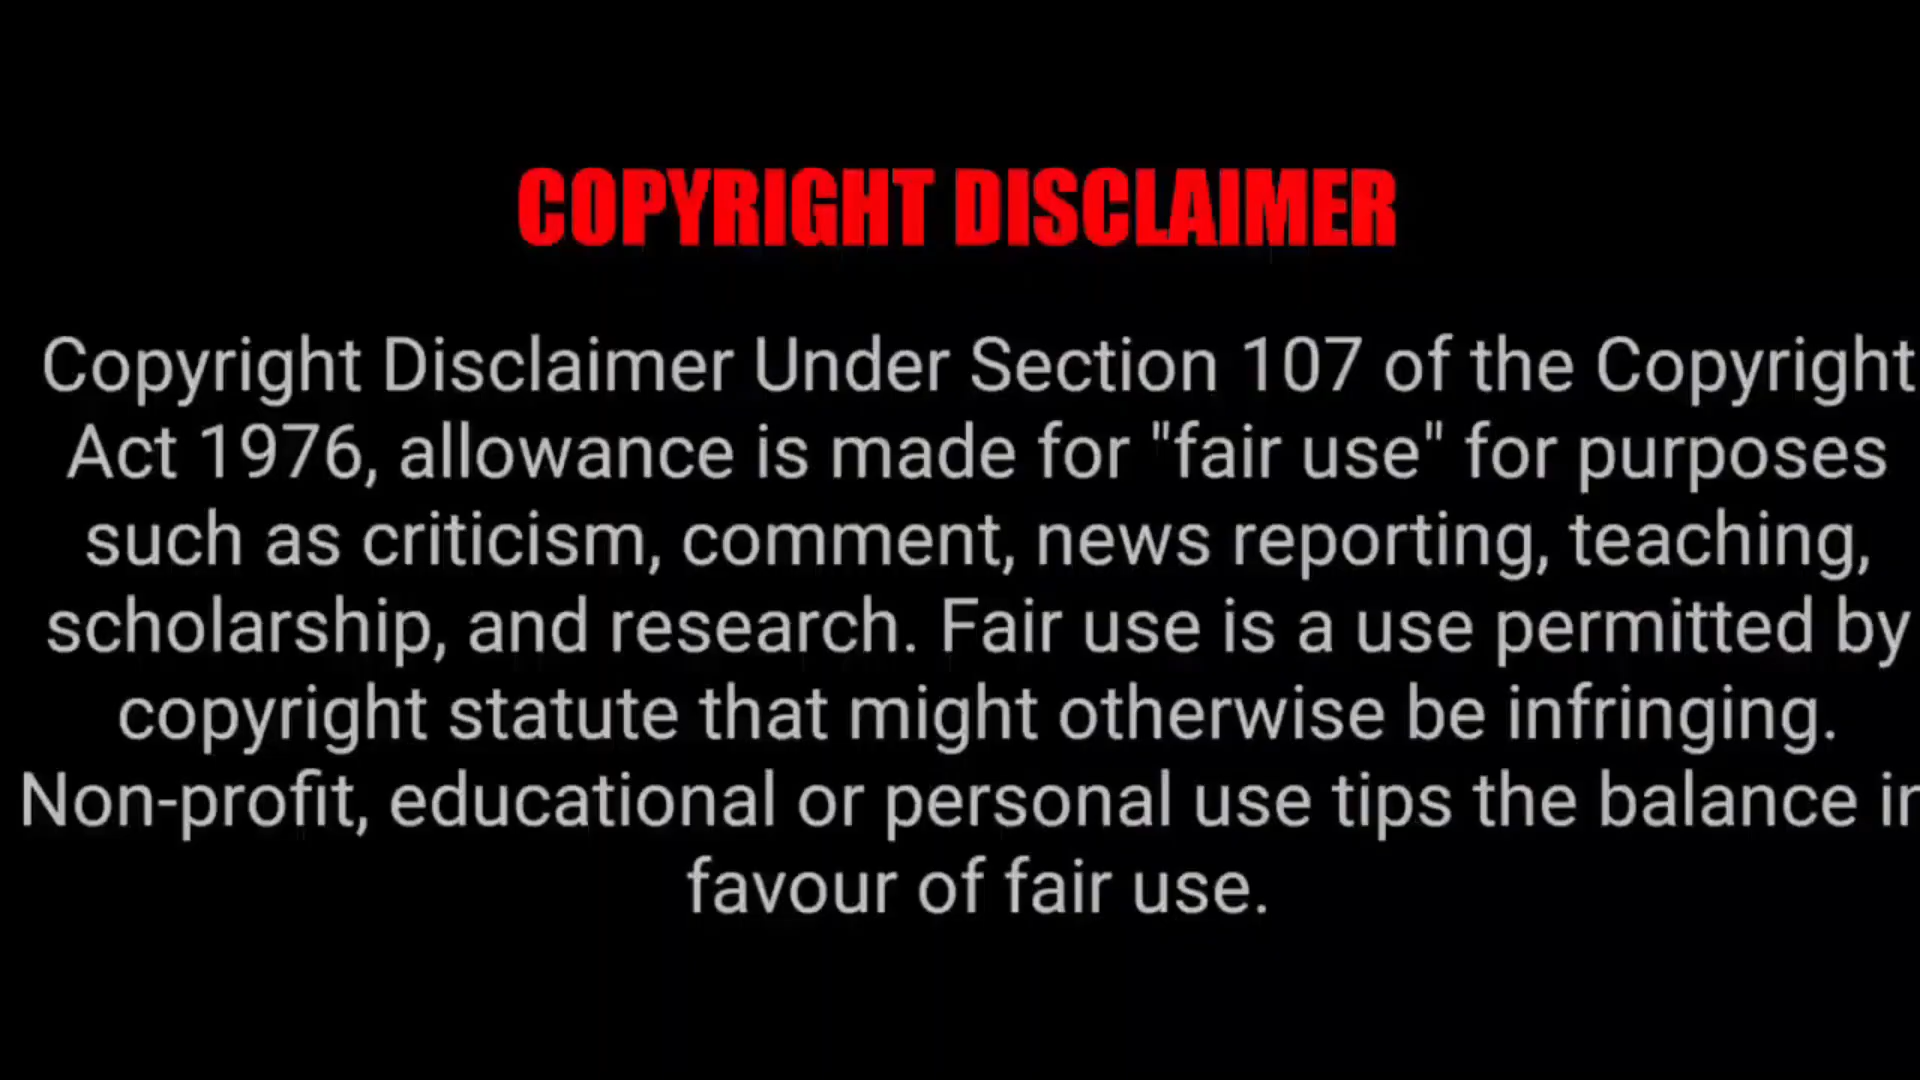 COPYRIGHT DISCLAIMER
Copyright Disclaimer Under Section 107 of the Copyright
Act 1976, allowance is made for "fair use" for purposes
such as criticism, comment, news reporting, teaching,
scholarship, and research. Fair use is a use permitted by
copyright statute that might otherwise be infringing.
Non-profit, educational or personal use tips the balance in
favour of fair use.